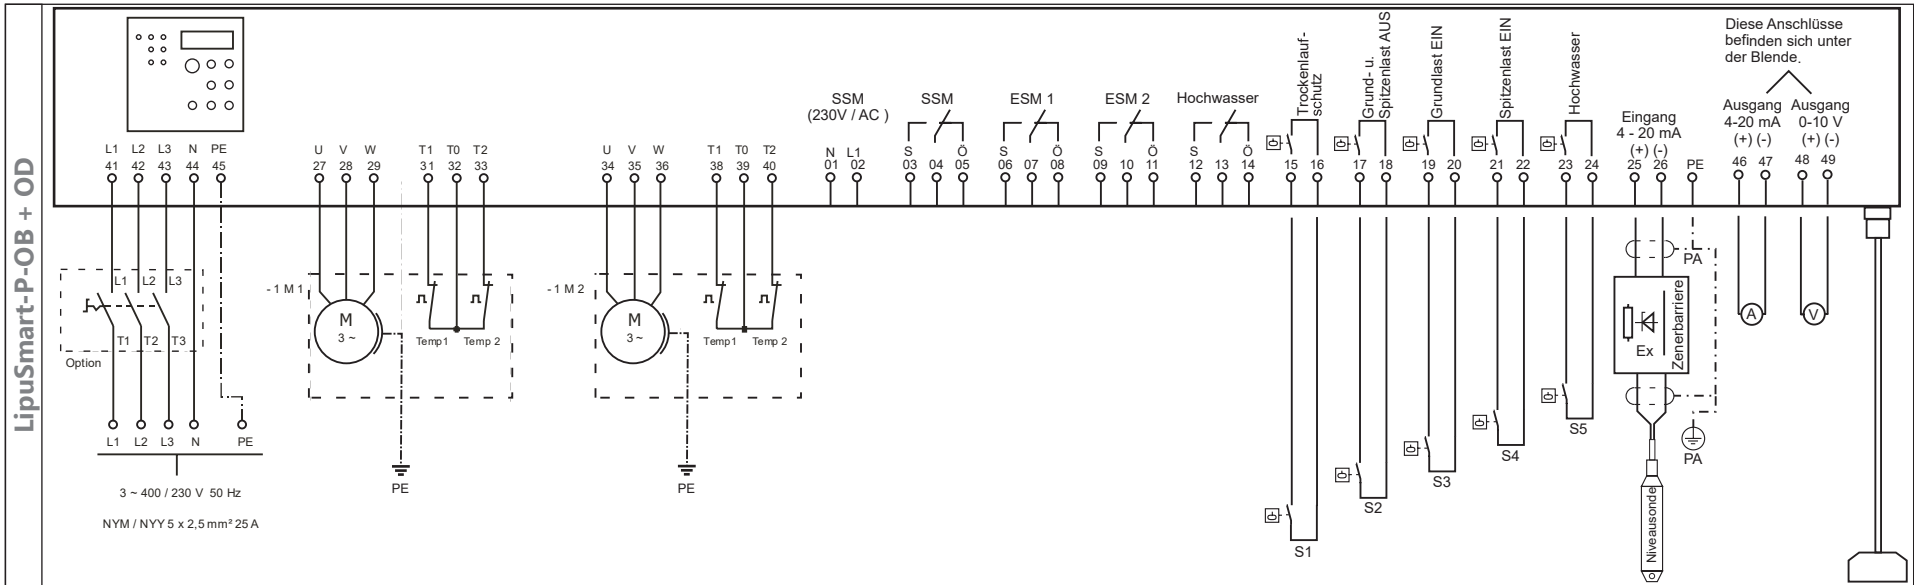 LipuSmart-P-OB + OD
Diese Anschlüsse
befinden sich unter
der Blende.
SSM
(230V / AC )
SSM
ESM 1
ESM 2
Hochwasser
Trockenlauf-
schutz
Grund- u.
Spitzenlast AUS
Grundlast EIN
Spitzenlast EIN
Hochwasser
Eingang
4 - 20 mA
(+) (-)
Ausgang
4-20 mA
(+) (-)
Ausgang
0-10 V
(+) (-)
L1 L2 L3 N PE
41 42 43 44 45
U V W
27 28 29
T1 T0 T2
31 32 33
U V W
34 35 36
T1 T0 T2
38 39 40
N L1
01 02
S Ö
03 04 05
S Ö
06 07 08
S Ö
09 10 11
S Ö
12 13 14
15 16
17 18
19 20
21 22
23 24
25 26 PE
46 47
48 49
L1 L2 L3
T1 T2 T3
Option
L1 L2 L3 N PE
3 ~ 400 / 230 V 50 Hz
NYM / NYY 5 x 2,5 mm² 25 A
- 1 M 1
M
3 ~
Temp1 Temp 2
PE
- 1 M 2
M
3 ~
Temp1 Temp 2
PE
S1
S2
S3
S4
S5
PA
Ex
Zenerbarriere
PA
Niveausonde
A
V